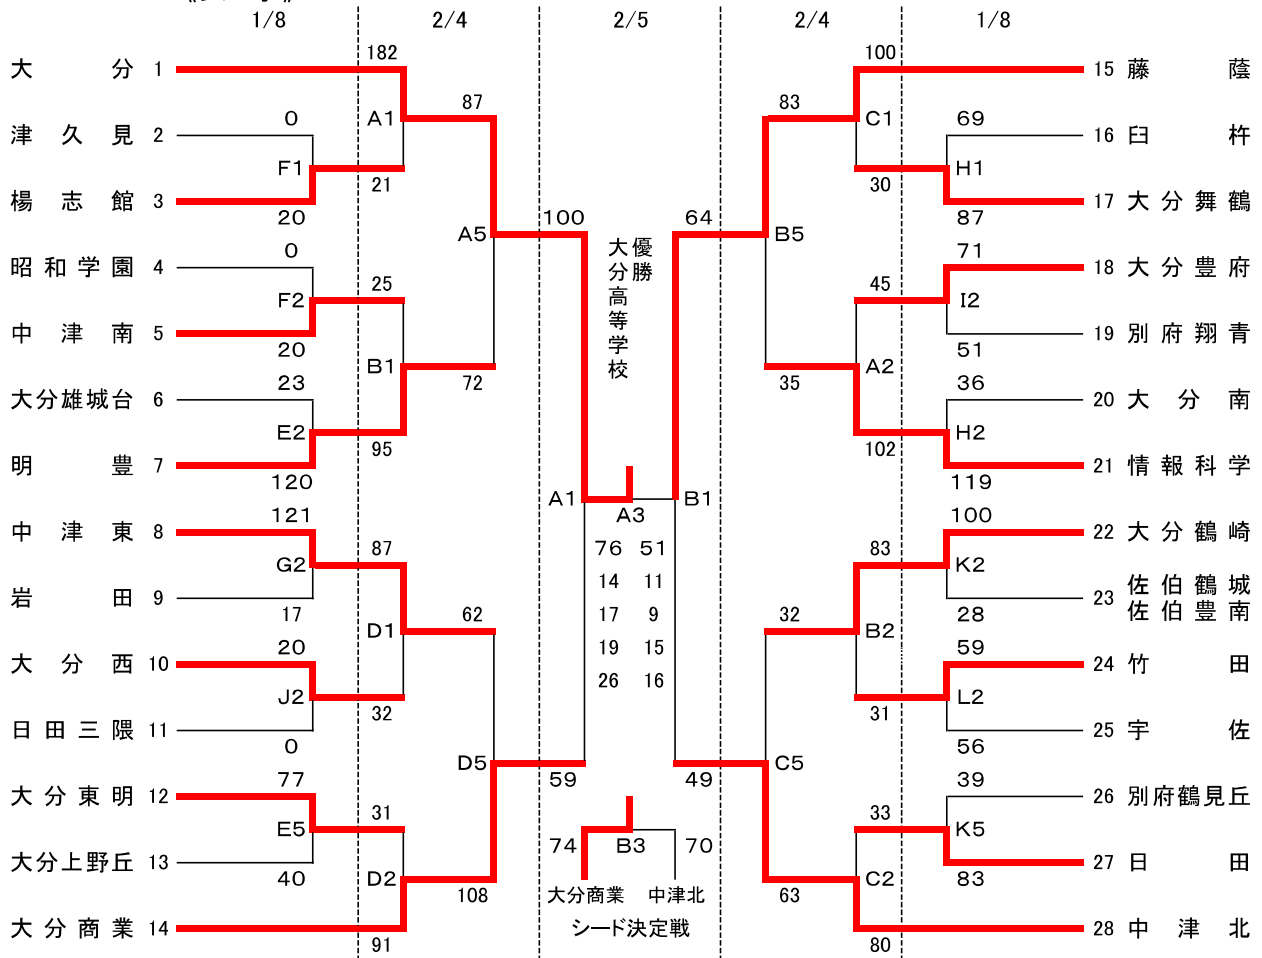 1/8 2/4 2/5 2/4 1/8
大分 1
津久見 2
楊志館 3
昭和学園 4
中津南 5
大分雄城台 6
明豊 7
中津東 8
岩田 9
大分西 10
日田三隈 11
大分東明 12
大分上野丘 13
大分商業 14
0
F1
20
0
F2
20
23
E2
120
121
G2
17
20
J2
0
77
E5
40
182
A1
21
25
B1
95
87
D1
32
31
D2
91
87
A5
72
62
D5
108
100
A1
59
優勝
大分高等学校
A3
76 51
14 11
17 9
19 15
26 16
74 B3 70
大分商業 中津北
シード決定戦
64
B1
49
83
B5
35
32
C5
63
100
C1
30
45
A2
102
83
B2
31
33
C2
80
69
H1
87
71
I2
51
36
H2
119
100
K2
28
59
L2
56
39
K5
83
15 藤蔭
16 臼杵
17 大分舞鶴
18 大分豊府
19 別府翔青
20 大分南
21 情報科学
22 大分鶴崎
23 佐伯鶴城
佐伯豊南
24 竹田
25 宇佐
26 別府鶴見丘
27 日田
28 中津北